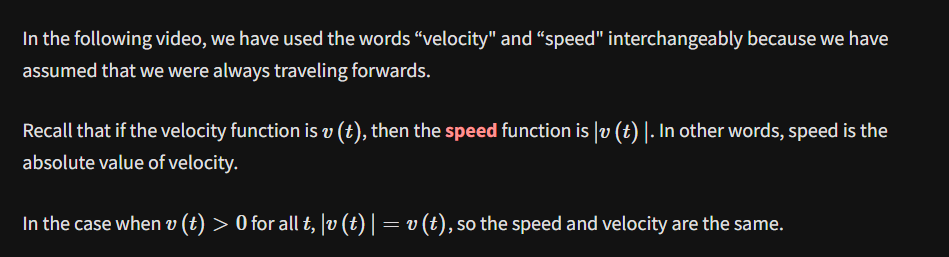 In the following video, we have used the words “velocity" and “speed" interchangeably because we have
assumed that we were always traveling forwards.
Recall that if the velocity function is v (t), then the speed function is |v (t) |. In other words, speed is the
absolute value of velocity.
In the case when v (t) > 0 for all t, |v (t) | = v (t), so the speed and velocity are the same.